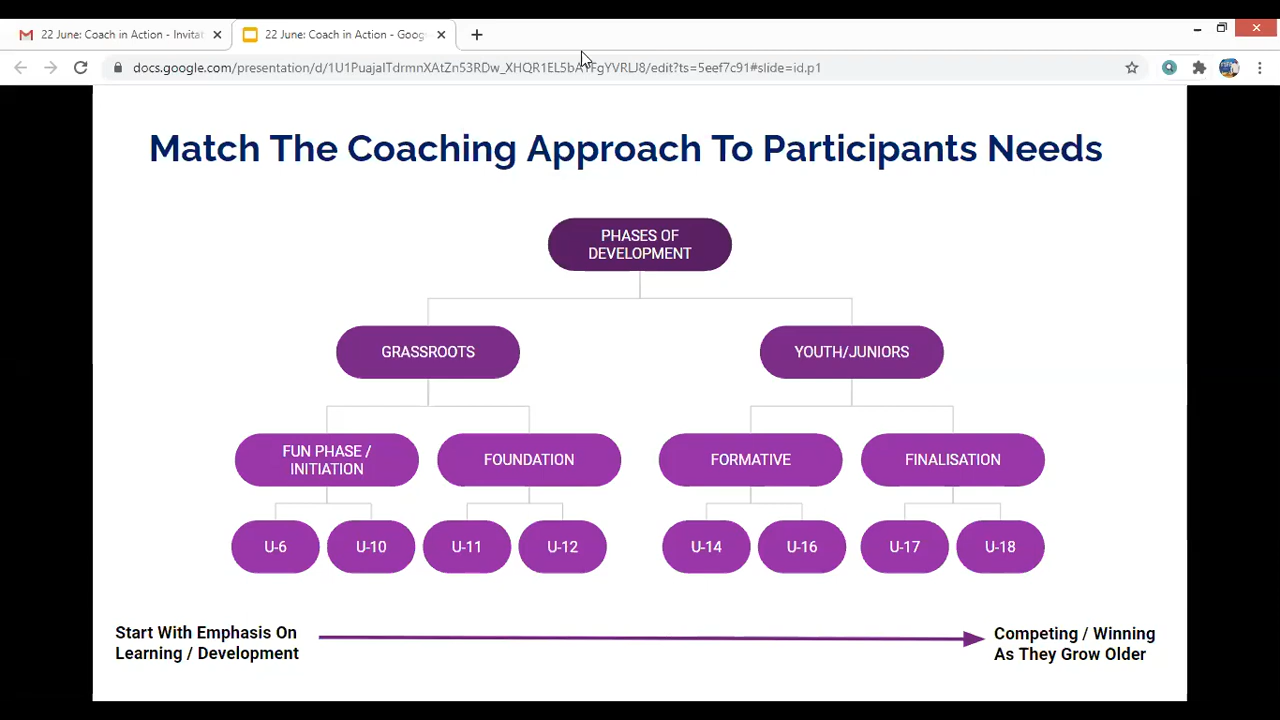 22 June: Coach in Action - Invitat
22 June: Coach in Action - Goog
docs.google.com/presentation/d/
edit?ts=5eef7c91#slide=id.p1
Match The Coaching Approach To Participants Needs
PHASES OF
DEVELOPMENT
GRASSROOTS
YOUTH/JUNIORS
FUN PHASE /
INITIATION
FOUNDATION
FORMATIVE
FINALISATION
U-6
U-10
U-11
U-12
U-14
U-16
U-17
U-18
Start With Emphasis On
Learning / Development
Competing / Winning
As They Grow Older